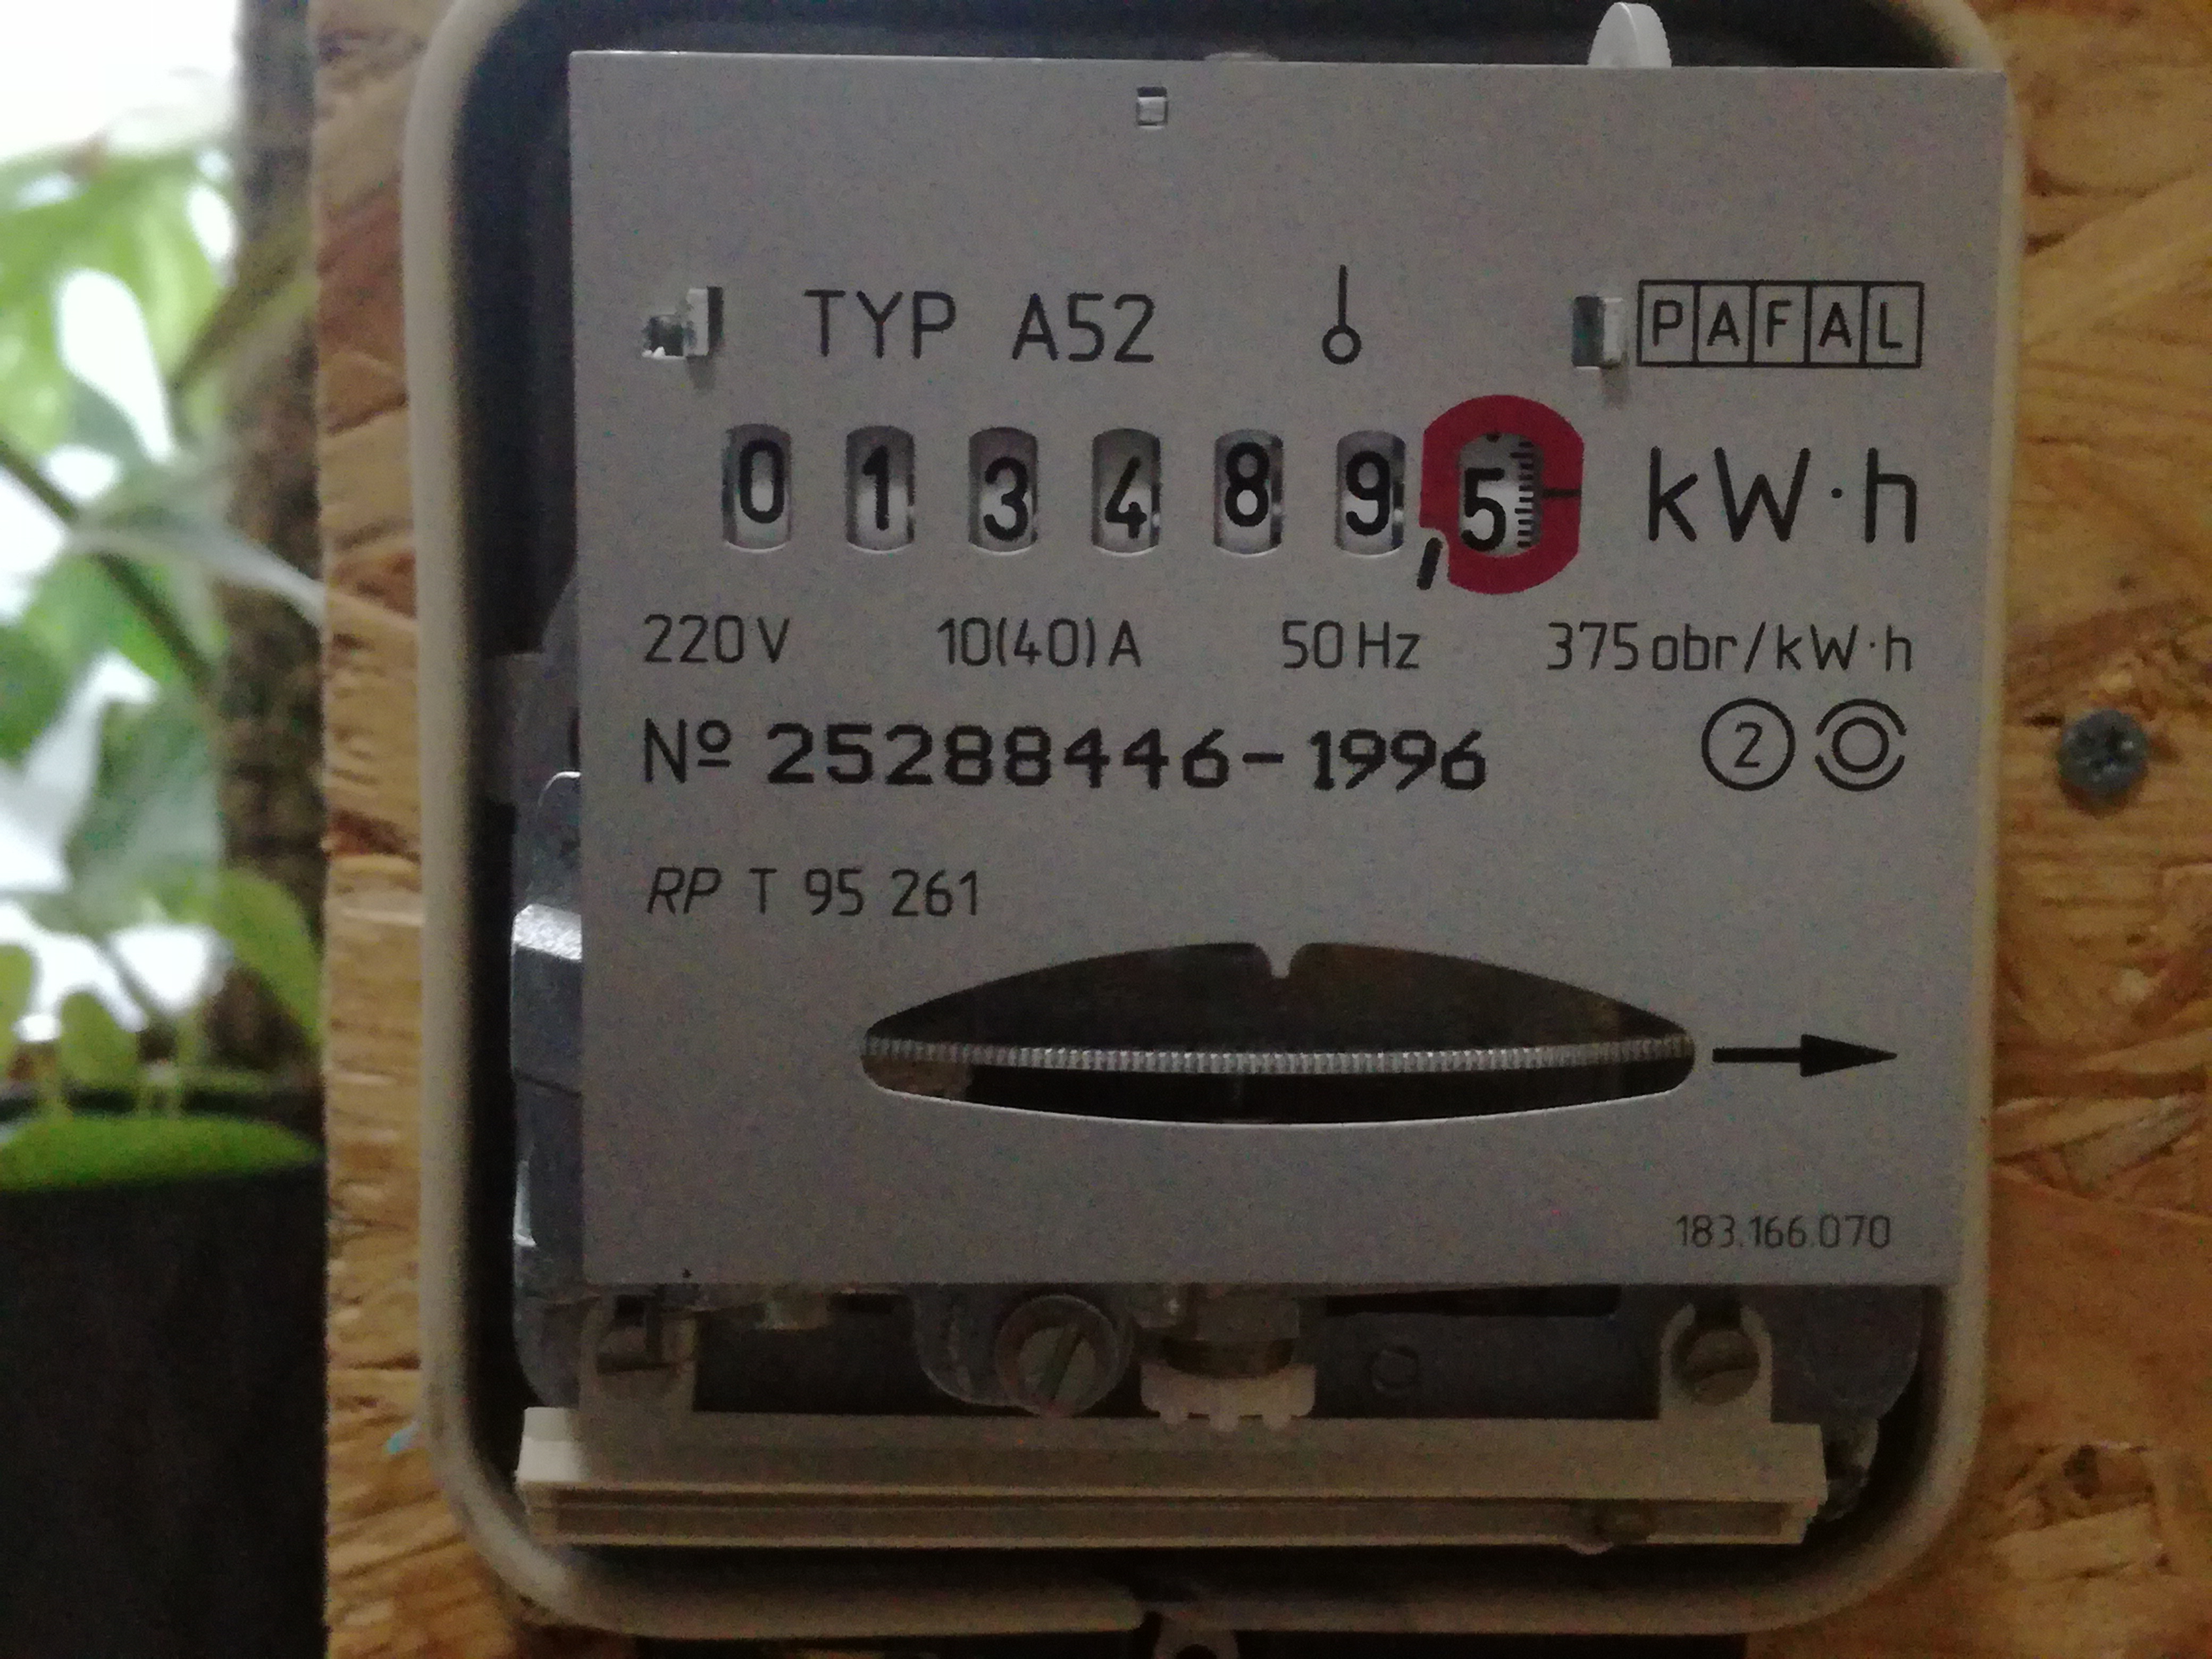 TYP A52 PAFAL
013489,5 kW·h
220V 10(40)A 50Hz 375obr/kW·h
Nº 25288446-1996 2
RP T 95 261
183.166.070